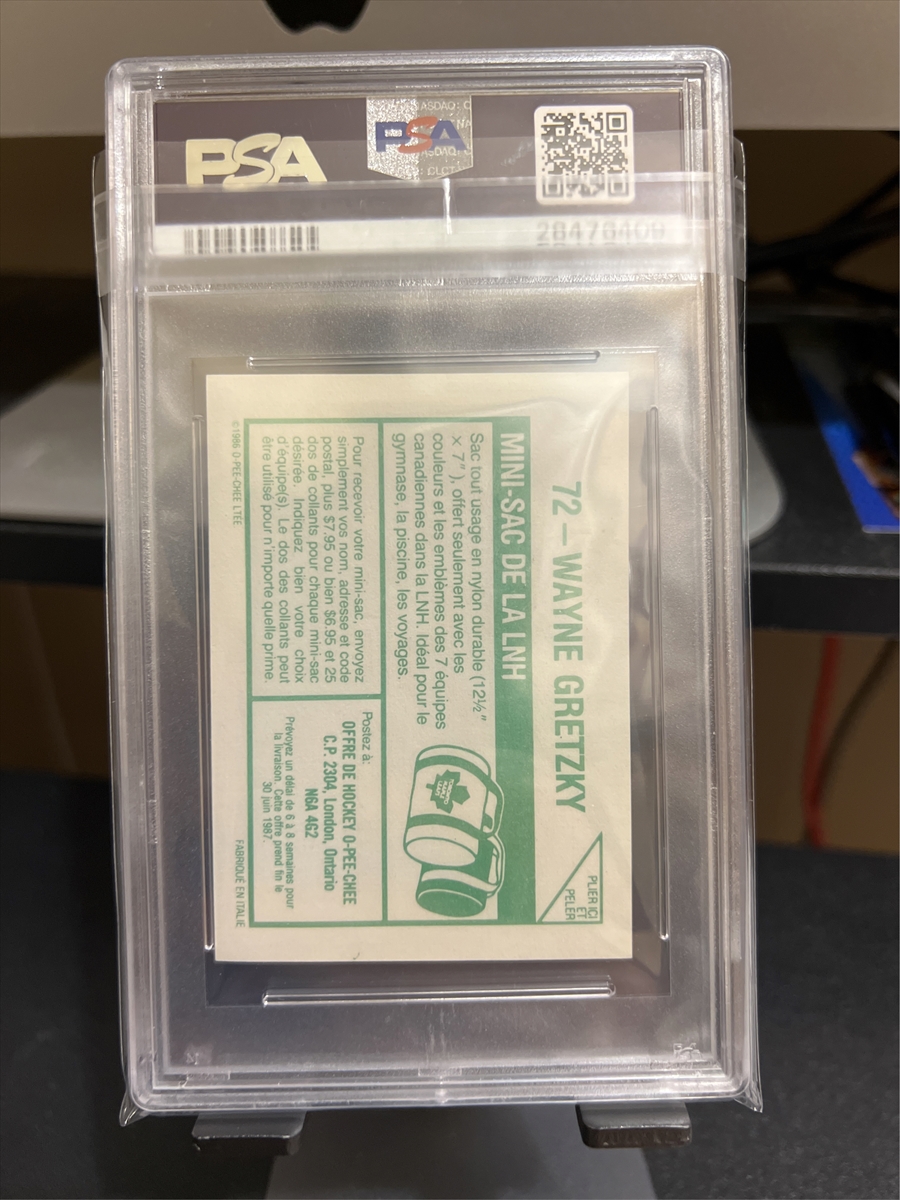 PSA
NASDAQ: C
PSA
NASDAQ: C
: CLCT
28476409
72 – WAYNE GRETZKY
PLIER ICI
ET
PELER
MINI-SAC DE LA LNH
Sac tout usage en nylon durable (12½"
× 7"), offert seulement avec les
couleurs et les emblèmes des 7 équipes
canadiennes dans la LNH. Idéal pour le
gymnase, la piscine, les voyages.
TORONTO
MAPLE
LEAFS
Pour recevoir votre mini-sac, envoyez
simplement vos nom, adresse et code
postal, plus $7.95 ou bien $6.95 et 25
dos de collants pour chaque mini-sac
désirée. Indiquez bien votre choix
d'équipe(s). Le dos des collants peut
être utilisé pour n'importe quelle prime.
Postez à:
OFFRE DE HOCKEY O-PEE-CHEE
C.P. 2304, London, Ontario
N6A 4G2
Prévoyez un délai de 6 à 8 semaines pour
la livraison. Cette offre prend fin le
30 juin 1987.
©1986 O-PEE-CHEE LTÉE
FABRIQUÉ EN ITALIE